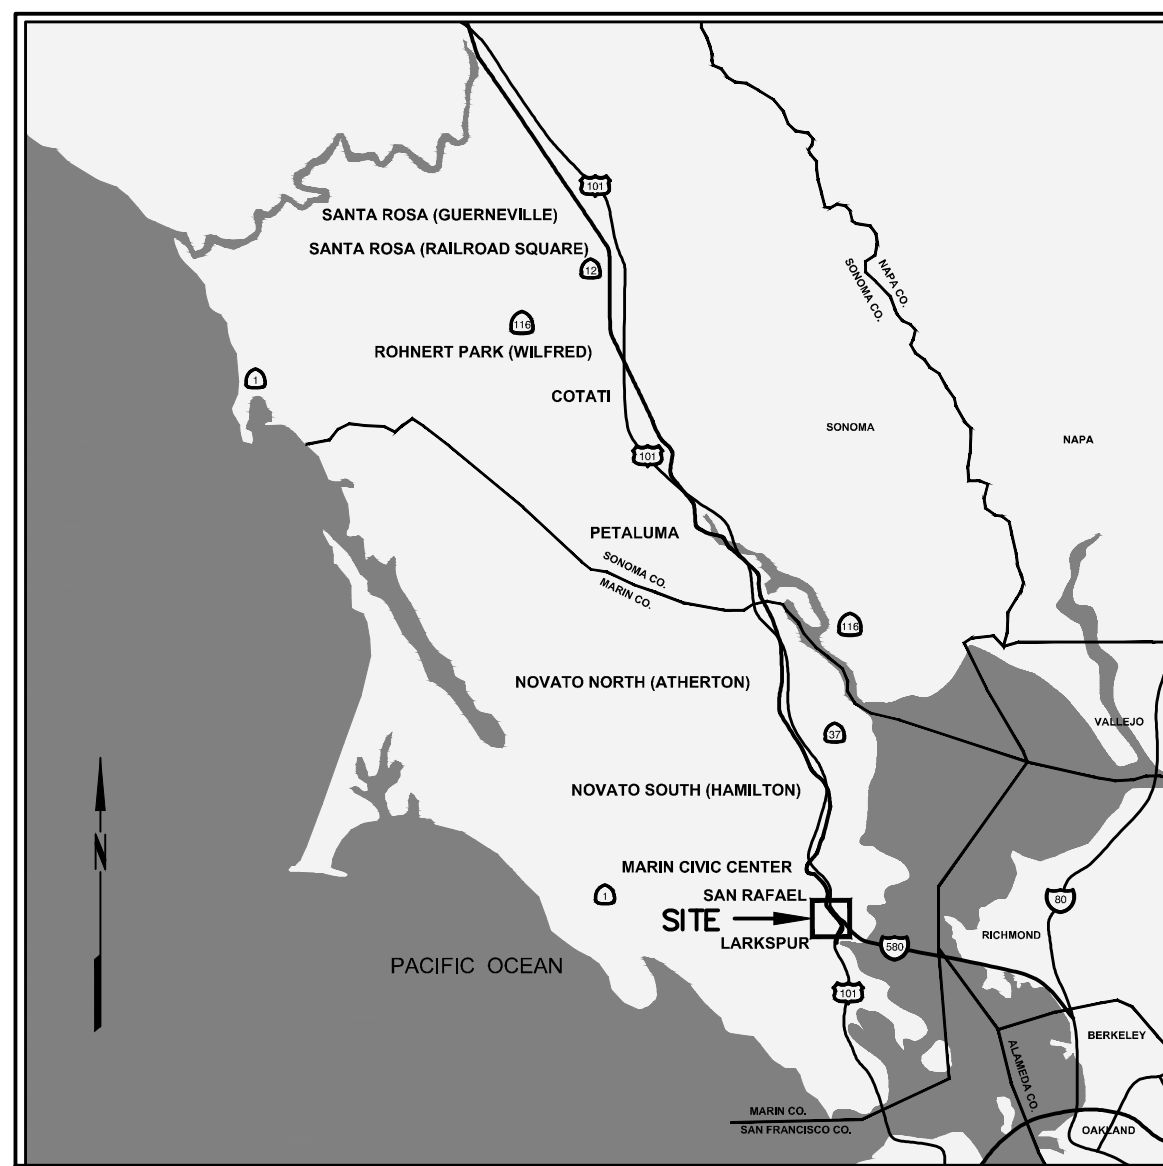 101
SANTA ROSA (GUERNEVILLE)
SANTA ROSA (RAILROAD SQUARE)
12
NAPA CO.
SONOMA CO.
116
ROHNERT PARK (WILFRED)
1
COTATI
SONOMA
NAPA
101
PETALUMA
SONOMA CO.
MARIN CO.
116
NOVATO NORTH (ATHERTON)
VALLEJO
37
NOVATO SOUTH (HAMILTON)
N
MARIN CIVIC CENTER
1
SAN RAFAEL
80
SITE
RICHMOND
LARKSPUR
580
PACIFIC OCEAN
101
BERKELEY
ALAMEDA CO.
MARIN CO.
SAN FRANCISCO CO.
OAKLAND